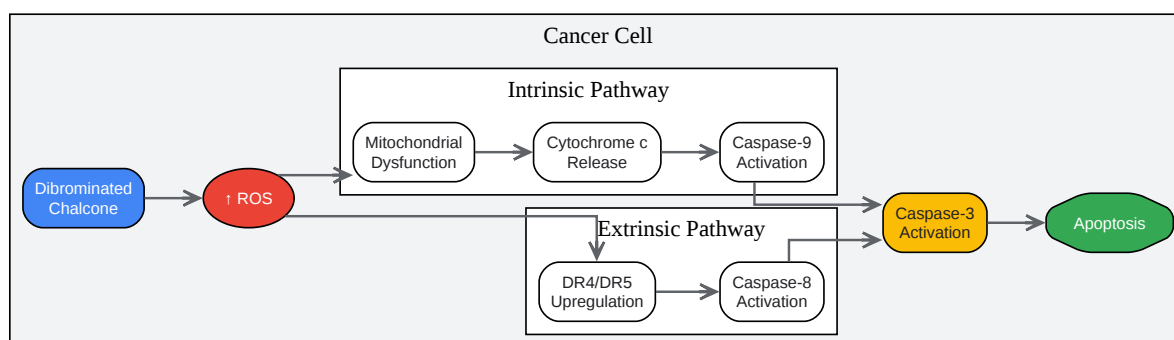 Cancer Cell
Intrinsic Pathway
Mitochondrial
Dysfunction
Cytochrome c
Release
Caspase-9
Activation
Dibrominated
Chalcone
↑ ROS
Caspase-3
Activation
Apoptosis
Extrinsic Pathway
DR4/DR5
Upregulation
Caspase-8
Activation